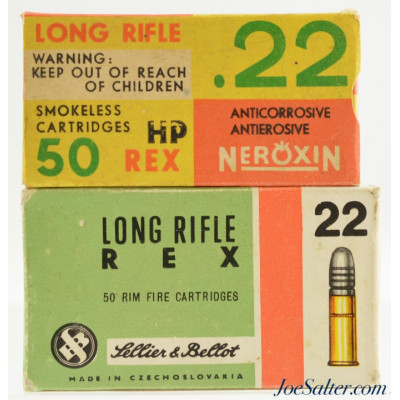 LONG RIFLE
WARNING:
KEEP OUT OF REACH
OF CHILDREN
.22
SMOKELESS
CARTRIDGES HP
50 REX
ANTICORROSIVE
ANTIEROSIVE
NEROXIN
LONG RIFLE
REX
50 RIM FIRE CARTRIDGES
22
Sellier & Bellot
MADE IN CZECHOSLOVAKIA
JoeSalter.com